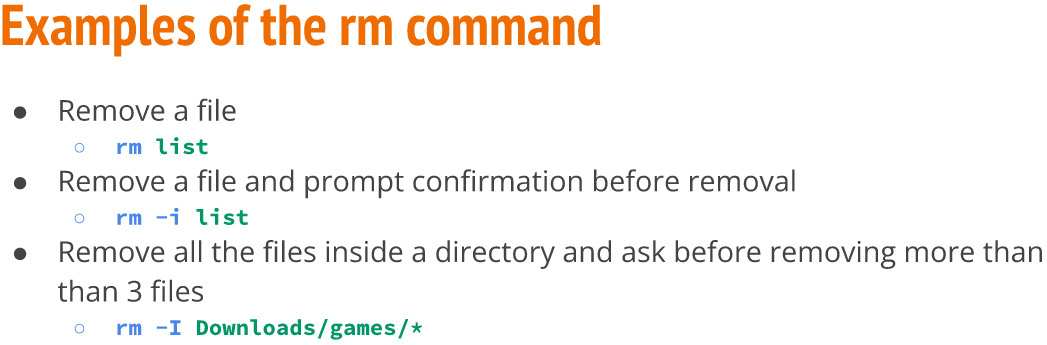 Examples of the rm command
● Remove a file
○ rm list
● Remove a file and prompt confirmation before removal
○ rm -i list
● Remove all the files inside a directory and ask before removing more than
than 3 files
○ rm -I Downloads/games/*